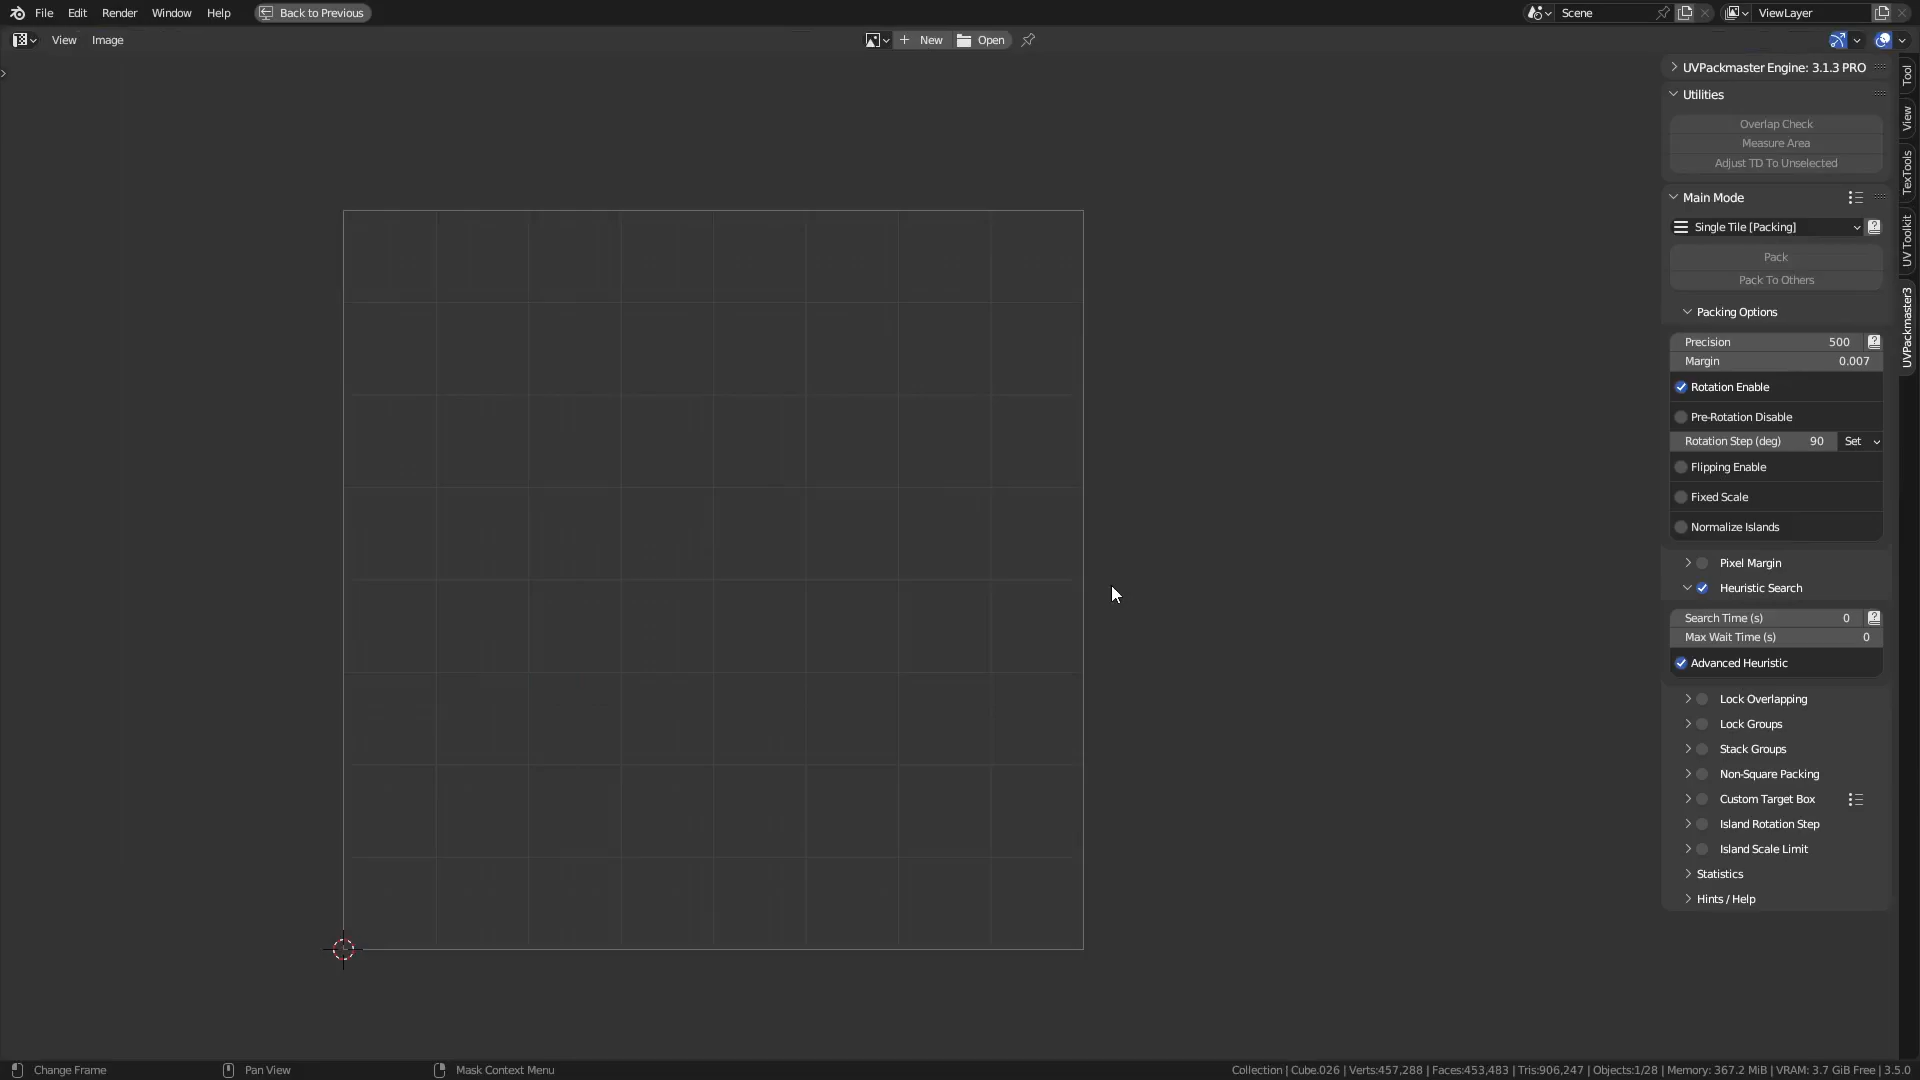 File Edit Render Window Help Back to Previous Scene ViewLayer
View Image New Open
UVPackmaster Engine: 3.1.3 PRO
Utilities
Overlap Check
Measure Area
Adjust TD To Unselected
Main Mode
Single Tile [Packing]
Pack
Pack To Others
Packing Options
Precision 500
Margin 0.007
Rotation Enable
Pre-Rotation Disable
Rotation Step (deg) 90 Set
Flipping Enable
Fixed Scale
Normalize Islands
Pixel Margin
Heuristic Search
Search Time (s) 0
Max Wait Time (s) 0
Advanced Heuristic
Lock Overlapping
Lock Groups
Stack Groups
Non-Square Packing
Custom Target Box
Island Rotation Step
Island Scale Limit
Statistics
Hints / Help
Tool
View
TexTools
UV Toolkit
UVPackmaster3
Change Frame Pan View Mask Context Menu Collection | Cube.026 | Verts:457,288 | Faces:453,483 | Tris:906,247 | Objects:1/28 | Memory: 367.2 MiB | VRAM: 3.7 GiB Free | 3.5.0